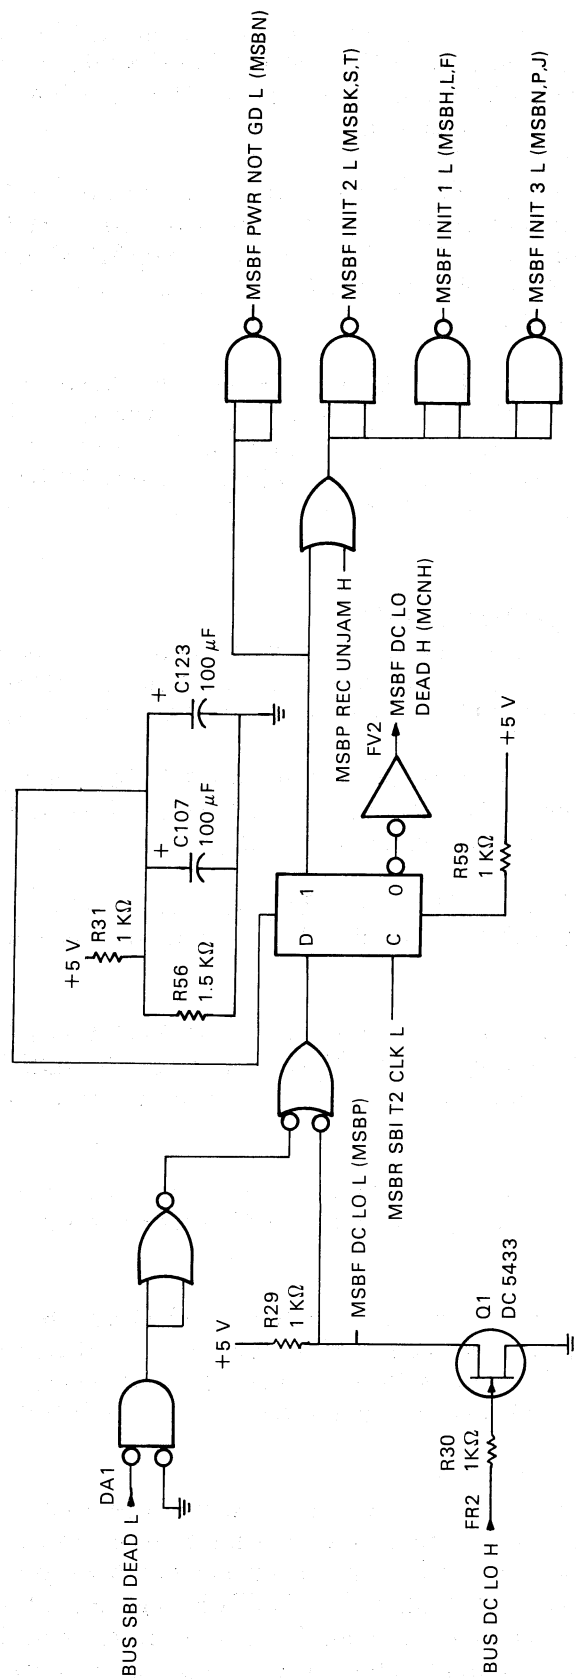 BUS SBI DEAD L
DA1
BUS DC LO H
FR2
R30
1KΩ
Q1
DC 5433
+5 V
R29
1 KΩ
MSBF DC LO L (MSBP)
MSBR SBI T2 CLK L
+5 V
R31
1 KΩ
R56
1.5 KΩ
+
C107
100 μF
+
C123
100 μF
D
1
C
0
R59
1 KΩ
+5 V
FV2
MSBF DC LO
DEAD H (MCNH)
MSBP REC UNJAM H
MSBF PWR NOT GD L (MSBN)
MSBF INIT 2 L (MSBK,S,T)
MSBF INIT 1 L (MSBH,L,F)
MSBF INIT 3 L (MSBN,P,J)